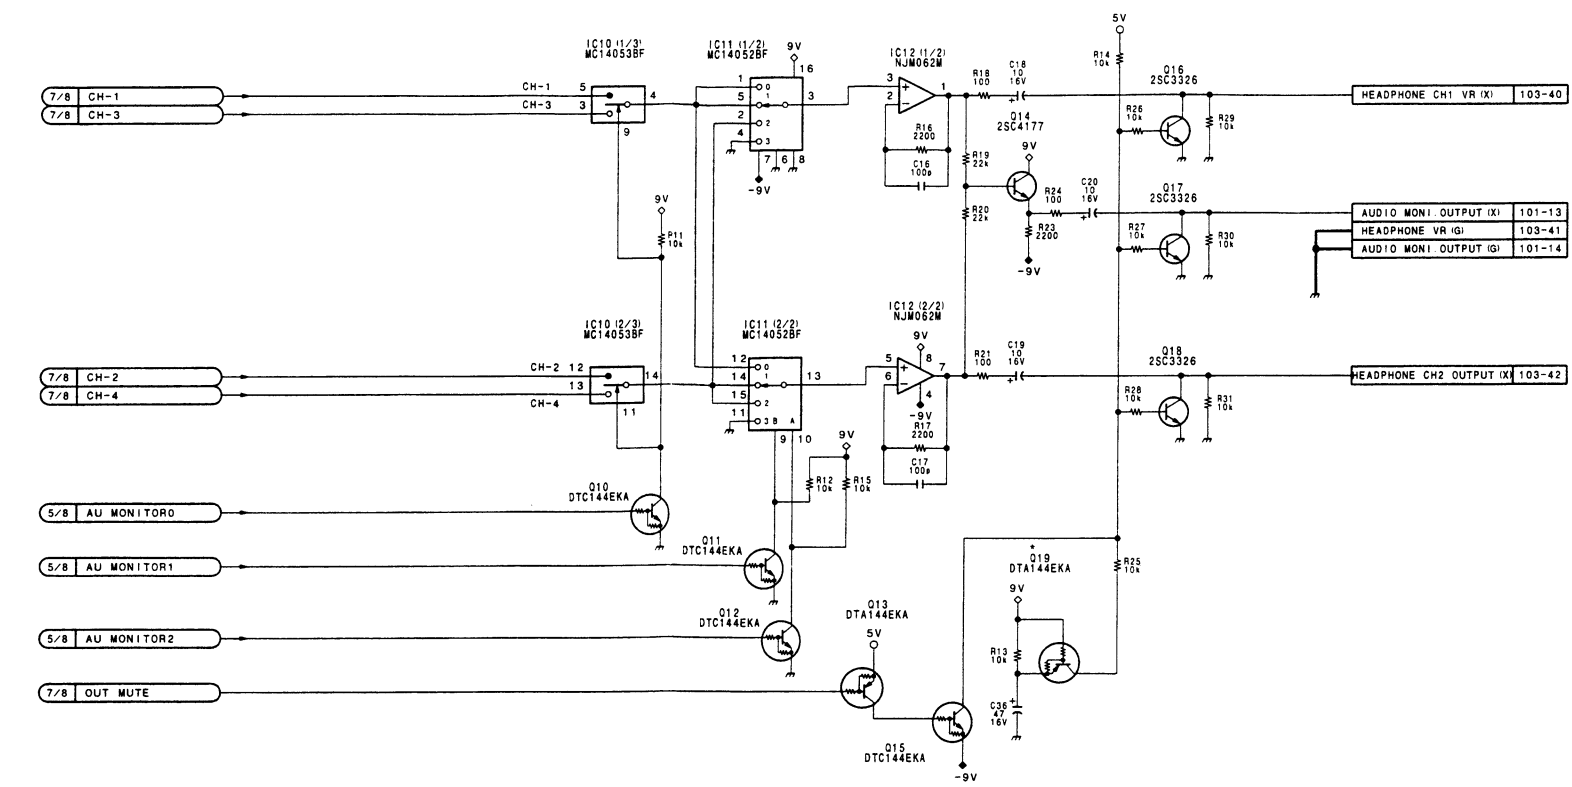 5V
IC10 (1/3)
MC14053BF
IC11 (1/2)
MC14052BF
9V
IC12 (1/2)
NJM062M
R14
10k
Q16
2SC3326
7/8 CH-1
7/8 CH-3
CH-1 5
CH-3 3
4
9
1
5
2
4
0
1
2
3
16
3
7 6 8
-9V
3
2
1
+
-
R18
100
C18
10
16V
+
Q14
2SC4177
R16
2200
C16
100p
R19
22k
R20
22k
9V
R24
100
C20
10
16V
+
R23
2200
-9V
R26
10k
R29
10k
HEADPHONE CH1 VR (X) 103-40
Q17
2SC3326
R27
10k
R30
10k
AUDIO MONI.OUTPUT (X) 101-13
HEADPHONE VR (G) 103-41
AUDIO MONI.OUTPUT (G) 101-14
9V
R11
10k
IC10 (2/3)
MC14053BF
IC11 (2/2)
MC14052BF
IC12 (2/2)
NJM062M
9V
7/8 CH-2
7/8 CH-4
CH-2 12
13
CH-4
14
11
12
14
15
11
0
1
2
3 B A
13
9 10
5
6
8
7
4
+
-
-9V
R17
2200
C17
100p
R21
100
C19
10
16V
+
Q18
2SC3326
R28
10k
R31
10k
HEADPHONE CH2 OUTPUT (X) 103-42
9V
R12
10k
R15
10k
Q10
DTC144EKA
5/8 AU MONITOR0
Q11
DTC144EKA
5/8 AU MONITOR1
Q12
DTC144EKA
5/8 AU MONITOR2
Q13
DTA144EKA
5V
7/8 OUT MUTE
Q15
DTC144EKA
-9V
*
Q19
DTA144EKA
9V
R25
10k
R13
10k
C36
47
16V
+